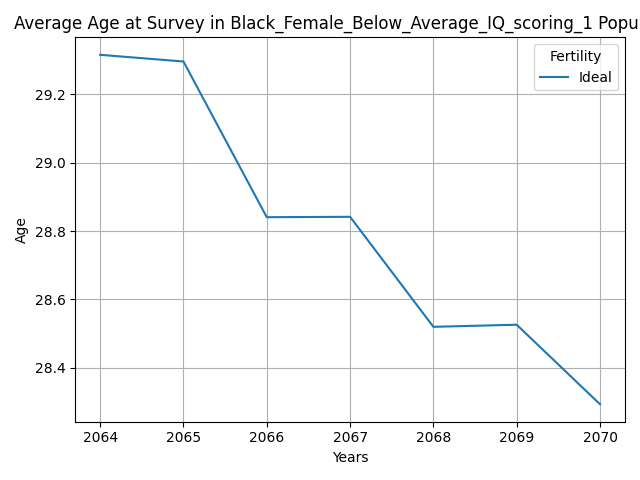 Average Age at Survey in Black_Female_Below_Average_IQ_scoring_1 Popu
Fertility
Ideal
29.2
29.0
28.8
28.6
28.4
Age
2064 2065 2066 2067 2068 2069 2070
Years